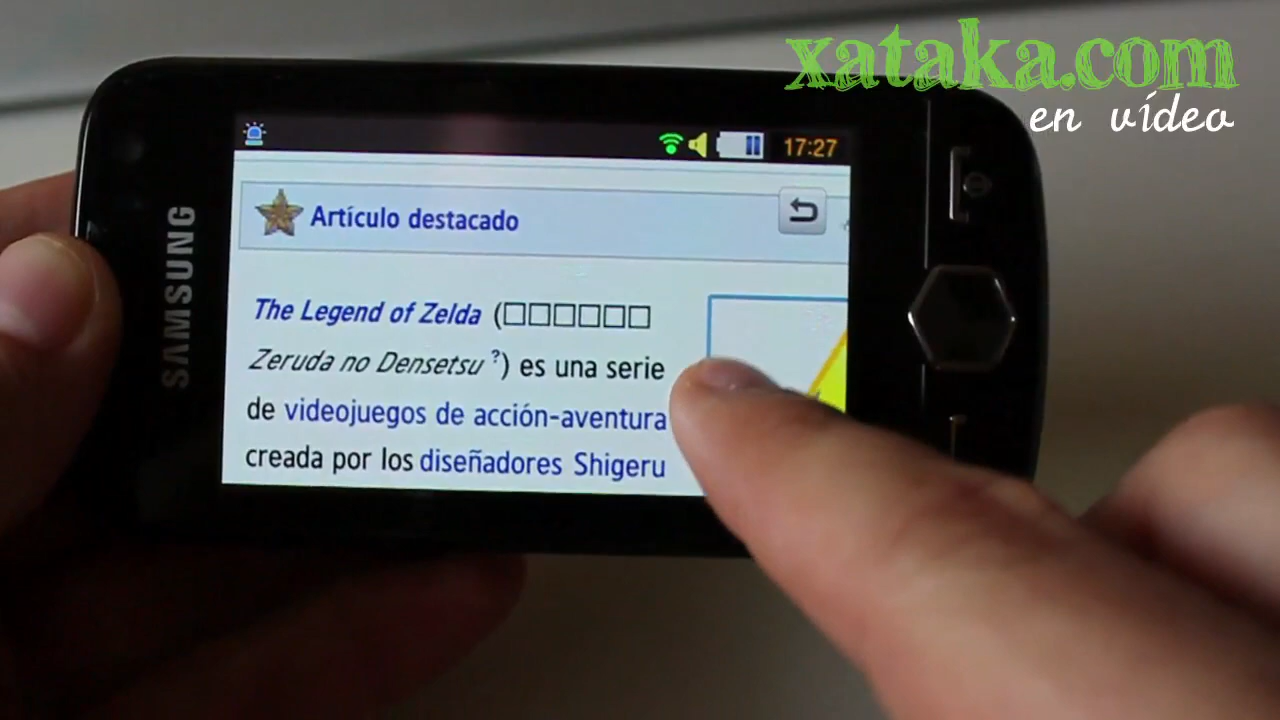 xataka.com
en vídeo
17:27
SAMSUNG
Artículo destacado
The Legend of Zelda (□□□□□□
Zeruda no Densetsu ?) es una serie
de videojuegos de acción-aventura
creada por los diseñadores Shigeru